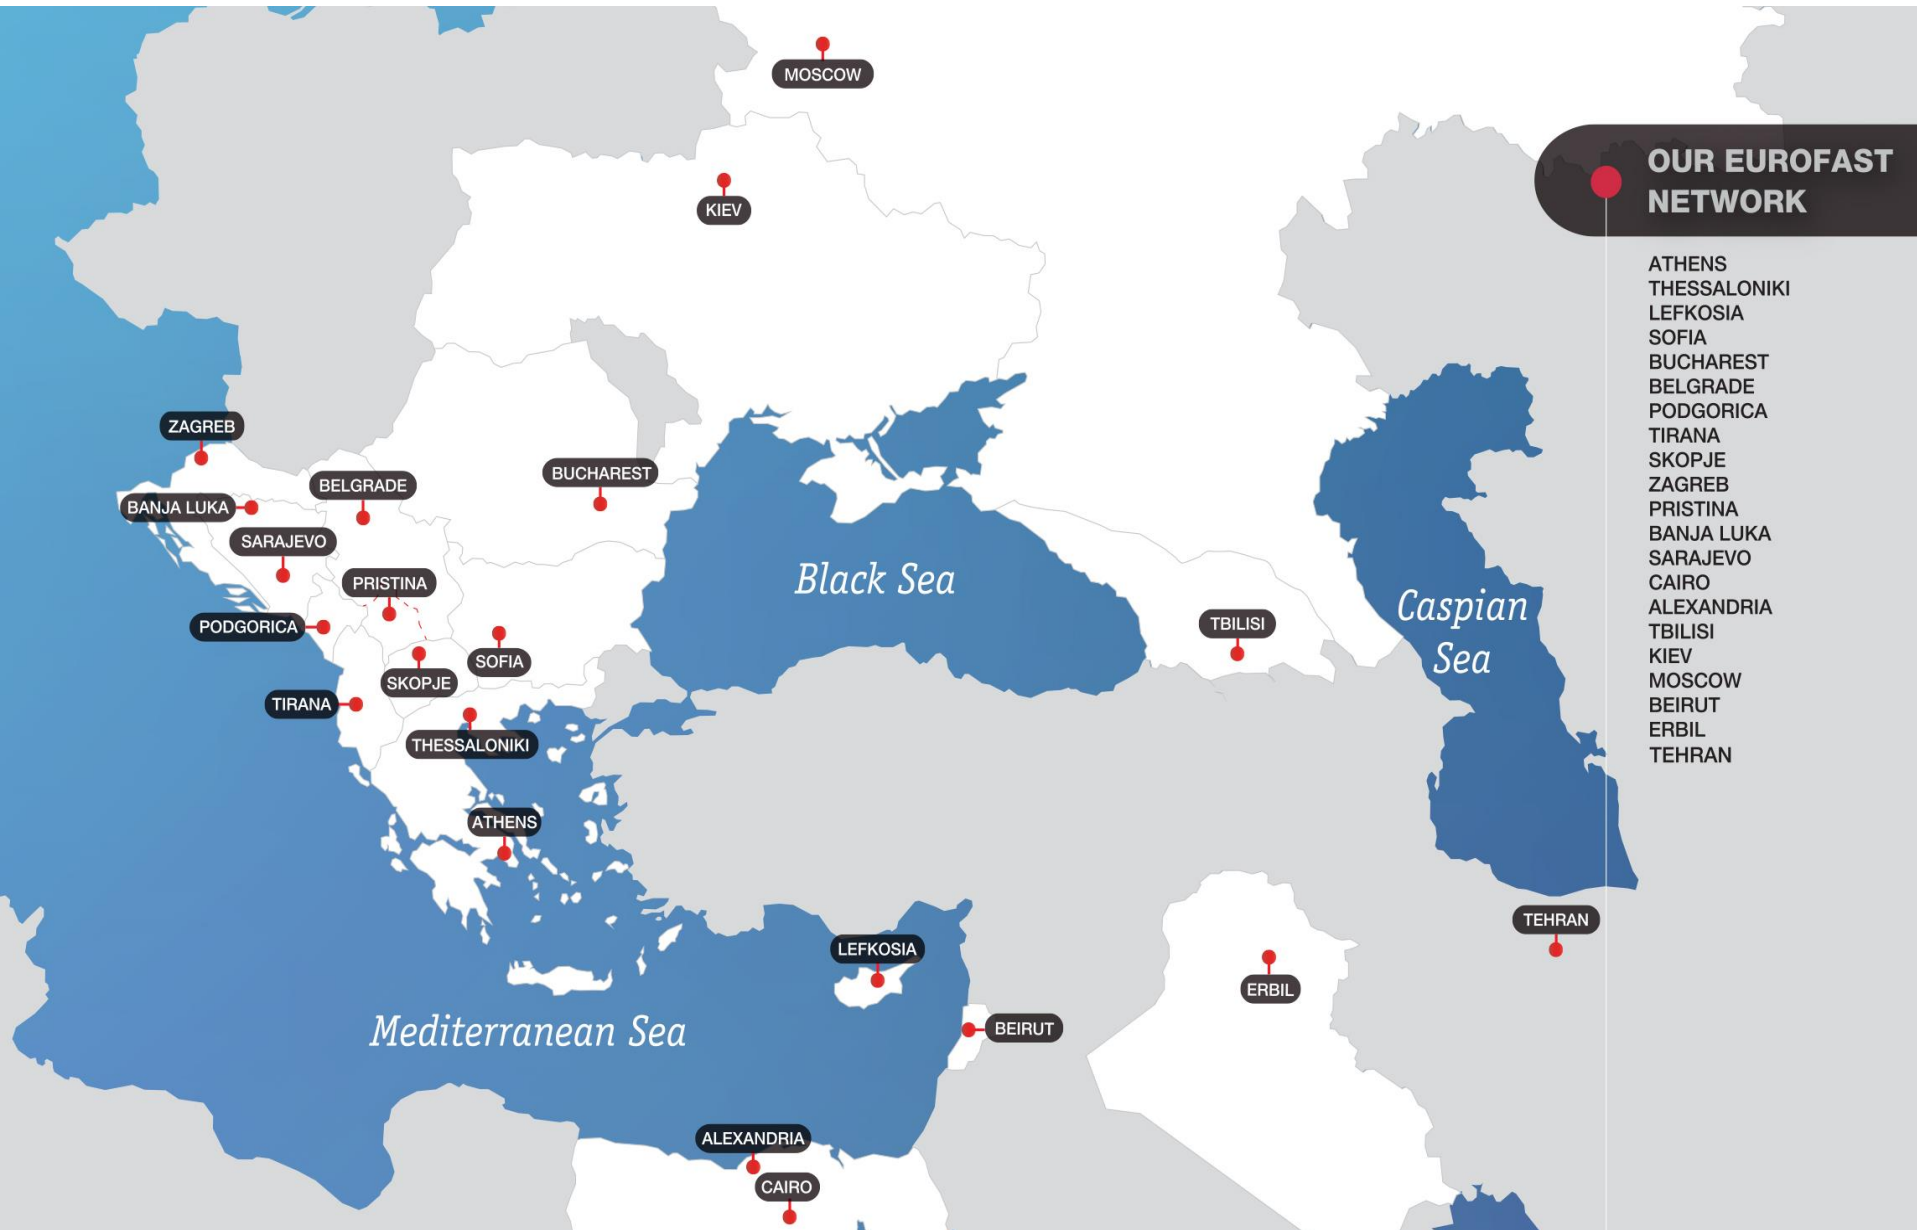 MOSCOW
OUR EUROFAST
NETWORK
KIEV
ATHENS
THESSALONIKI
LEFKOSIA
SOFIA
BUCHAREST
BELGRADE
PODGORICA
TIRANA
SKOPJE
ZAGREB
PRISTINA
BANJA LUKA
SARAJEVO
CAIRO
ALEXANDRIA
TBILISI
KIEV
MOSCOW
BEIRUT
ERBIL
TEHRAN
ZAGREB
BUCHAREST
BELGRADE
BANJA LUKA
SARAJEVO
Black Sea
PRISTINA
Caspian
Sea
TBILISI
PODGORICA
SOFIA
SKOPJE
TIRANA
THESSALONIKI
ATHENS
TEHRAN
LEFKOSIA
ERBIL
BEIRUT
Mediterranean Sea
ALEXANDRIA
CAIRO